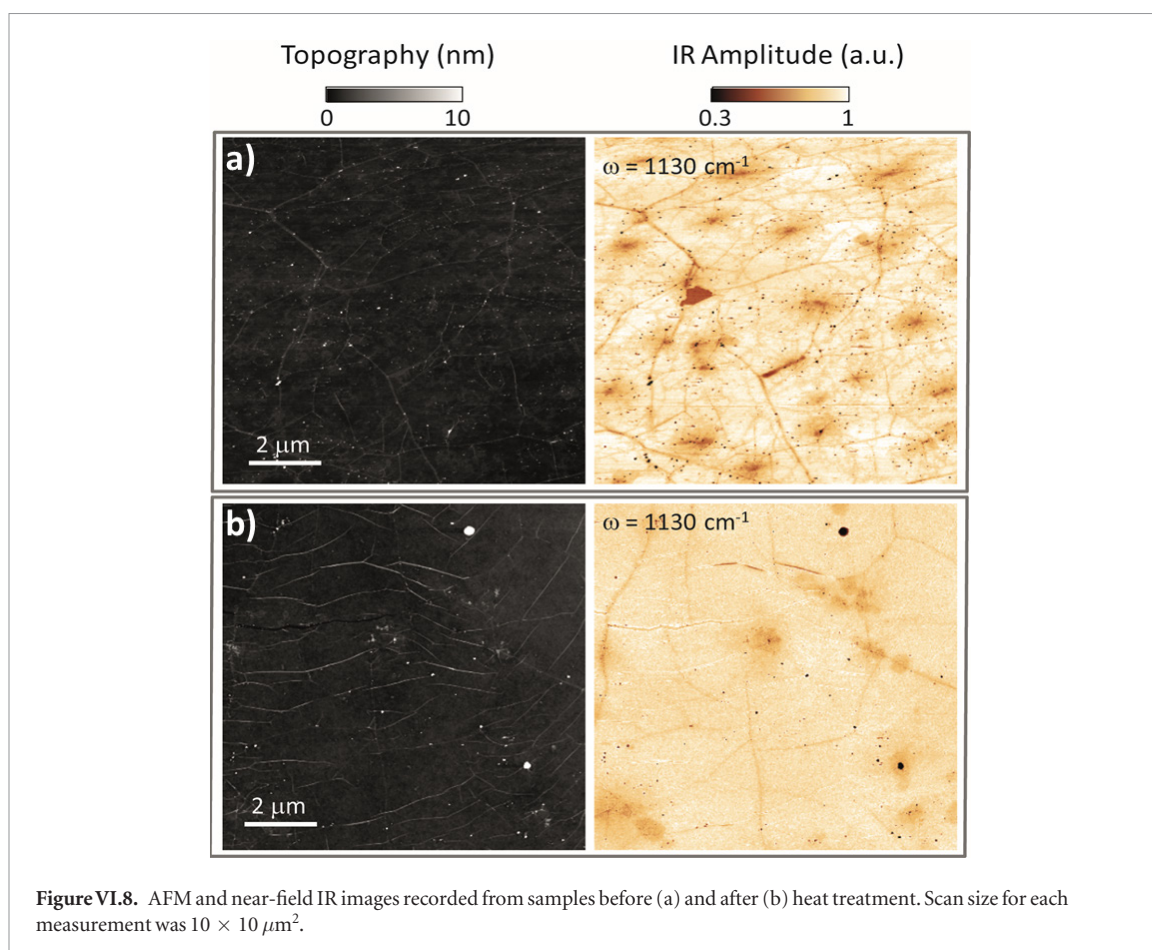 Topography (nm) IR Amplitude (a.u.)
0 10 0.3 1
a) ω = 1130 cm⁻¹
2 μm
b) ω = 1130 cm⁻¹
2 μm
Figure VI.8. AFM and near-field IR images recorded from samples before (a) and after (b) heat treatment. Scan size for each
measurement was 10 × 10 μm².